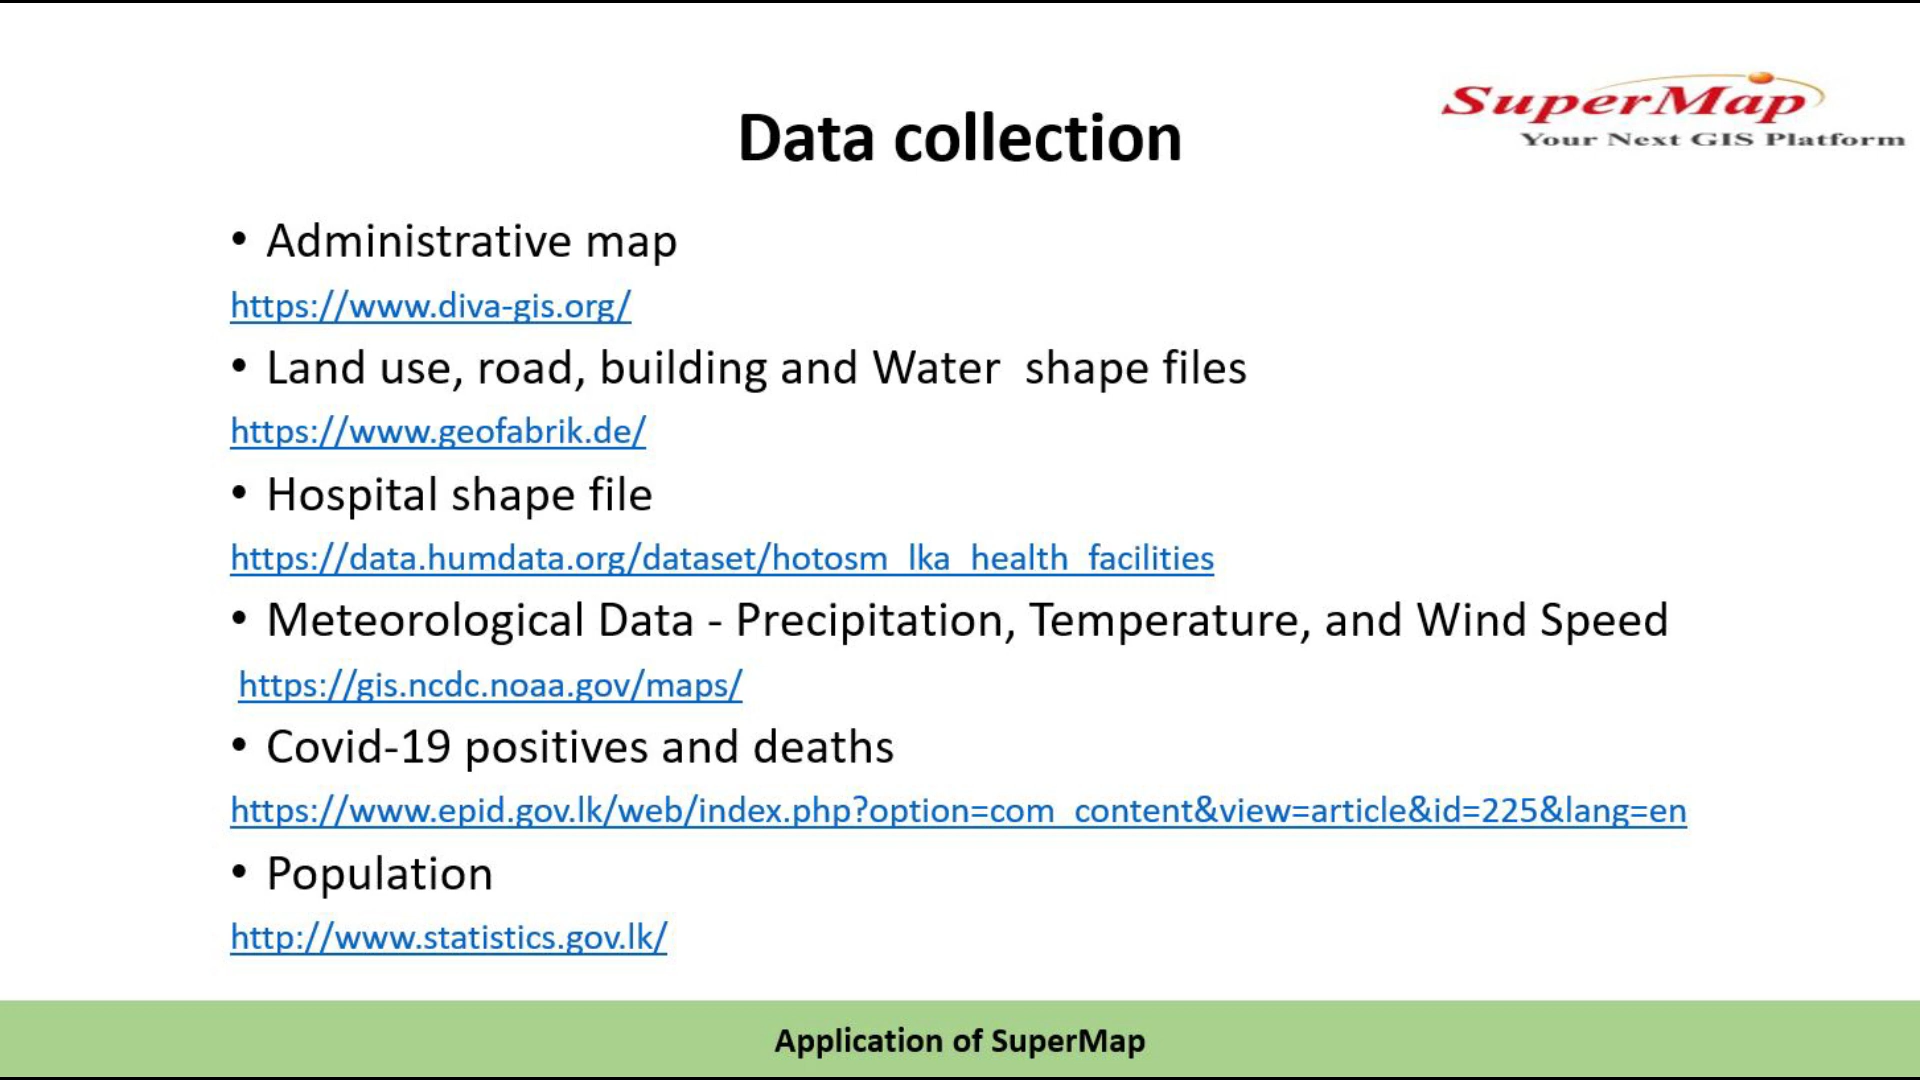 SuperMap
Your Next GIS Platform
Data collection
• Administrative map
https://www.diva-gis.org/
• Land use, road, building and Water  shape files
https://www.geofabrik.de/
• Hospital shape file
https://data.humdata.org/dataset/hotosm_lka_health_facilities
• Meteorological Data - Precipitation, Temperature, and Wind Speed
https://gis.ncdc.noaa.gov/maps/
• Covid-19 positives and deaths
https://www.epid.gov.lk/web/index.php?option=com_content&view=article&id=225&lang=en
• Population
http://www.statistics.gov.lk/
Application of SuperMap